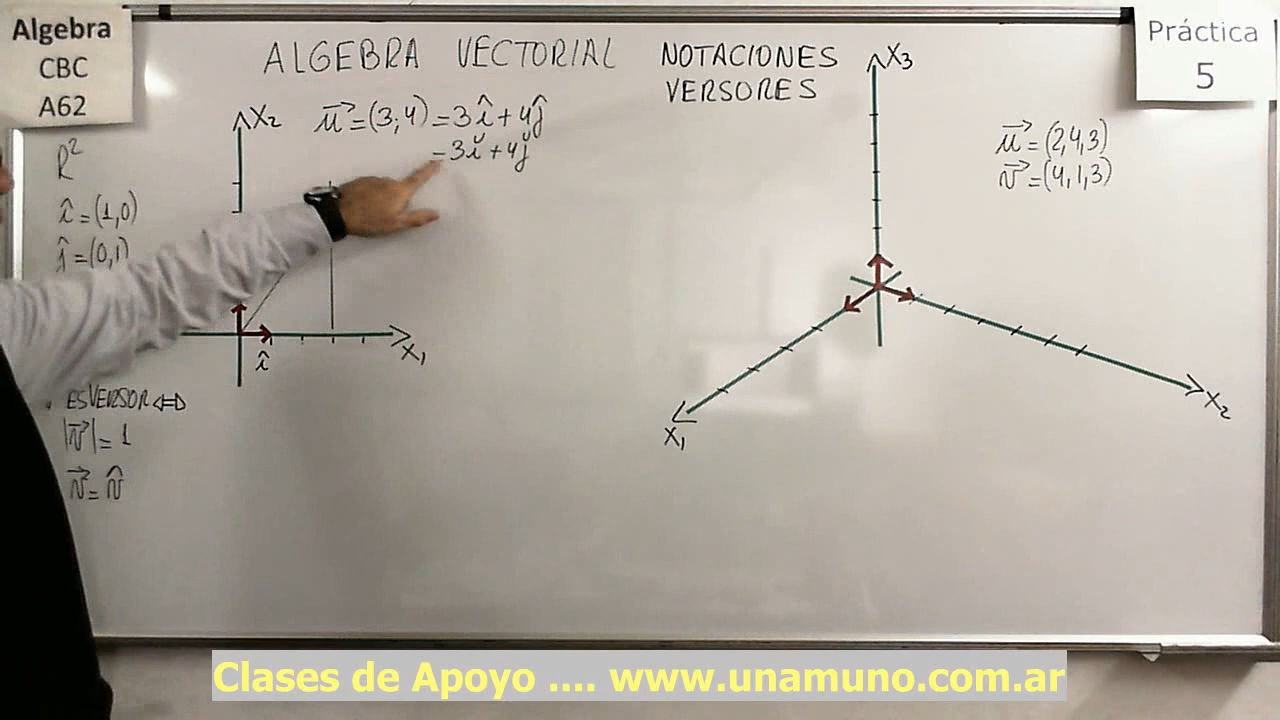 Algebra
CBC
A62
ALGEBRA VECTORIAL NOTACIONES
VERSORES
Práctica
5
X₂
u⃗ = (3;4) = 3î + 4ĵ
= 3ǐ + 4ǰ
R²
î = (1,0)
ĵ = (0,1)
î
X₁
ES VERSOR ⇔
|v⃗| = 1
v⃗ = v̂
X₃
X₁
X₂
u⃗ = (2,4,3)
v⃗ = (4,1,3)
Clases de Apoyo .... www.unamuno.com.ar